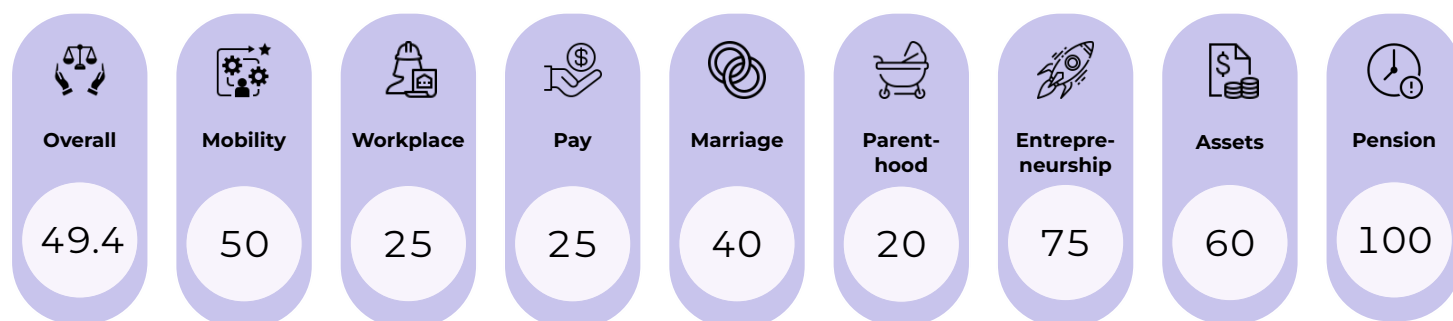 Overall
49.4
Mobility
50
Workplace
25
$
Pay
25
Marriage
40
Parent-
hood
20
Entrepre-
neurship
75
$
Assets
60
!
Pension
100